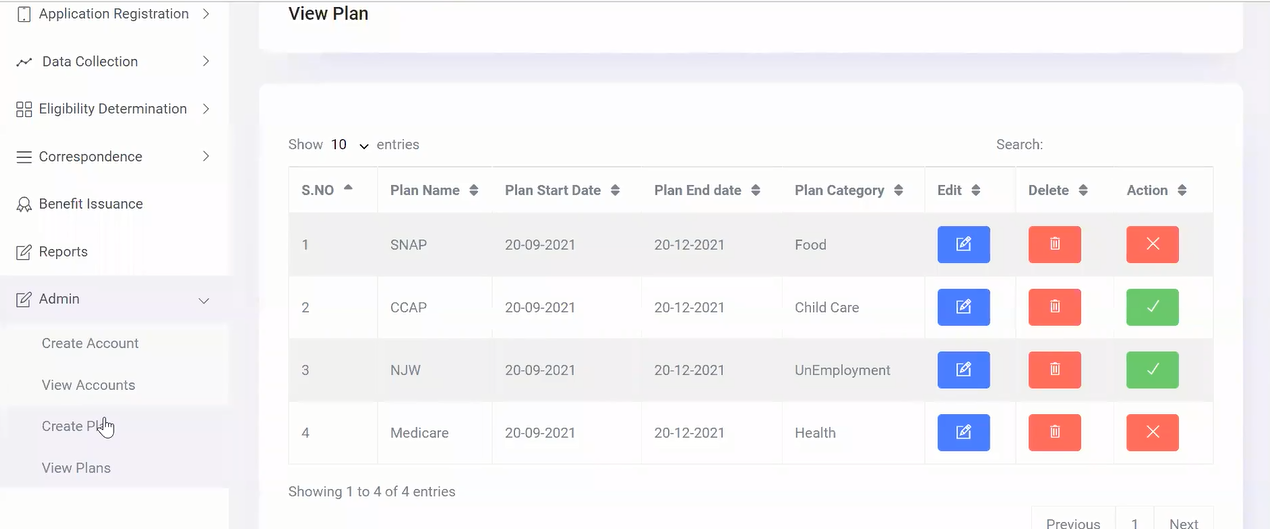 Application Registration
Data Collection
Eligibility Determination
Correspondence
Benefit Issuance
Reports
Admin
Create Account
View Accounts
Create
View Plans
View Plan
Show 10 entries
Search:
S.NO Plan Name Plan Start Date Plan End date Plan Category Edit Delete Action
1 SNAP 20-09-2021 20-12-2021 Food
2 CCAP 20-09-2021 20-12-2021 Child Care
3 NJW 20-09-2021 20-12-2021 UnEmployment
4 Medicare 20-09-2021 20-12-2021 Health
Showing 1 to 4 of 4 entries
Previous 1 Next